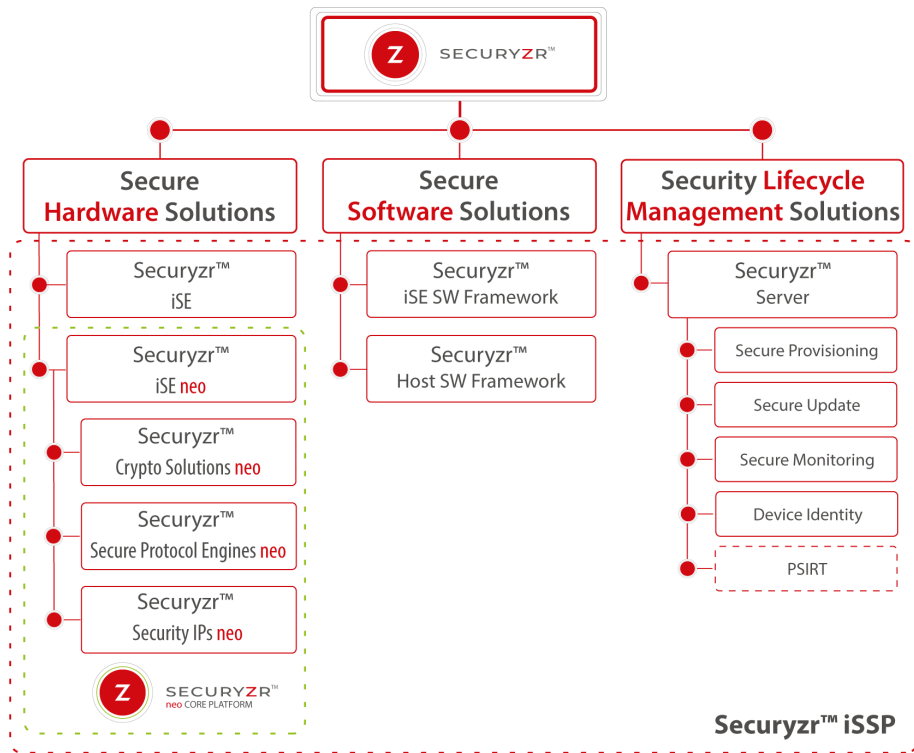 Z
SECURYZR™
Secure
Hardware Solutions
Securyzr™
iSE
Securyzr™
iSE neo
Securyzr™
Crypto Solutions neo
Securyzr™
Secure Protocol Engines neo
Securyzr™
Security IPs neo
Z
SECURYZR™
neo CORE PLATFORM
Secure
Software Solutions
Securyzr™
iSE SW Framework
Securyzr™
Host SW Framework
Security Lifecycle
Management Solutions
Securyzr™
Server
Secure Provisioning
Secure Update
Secure Monitoring
Device Identity
PSIRT
Securyzr™ iSSP